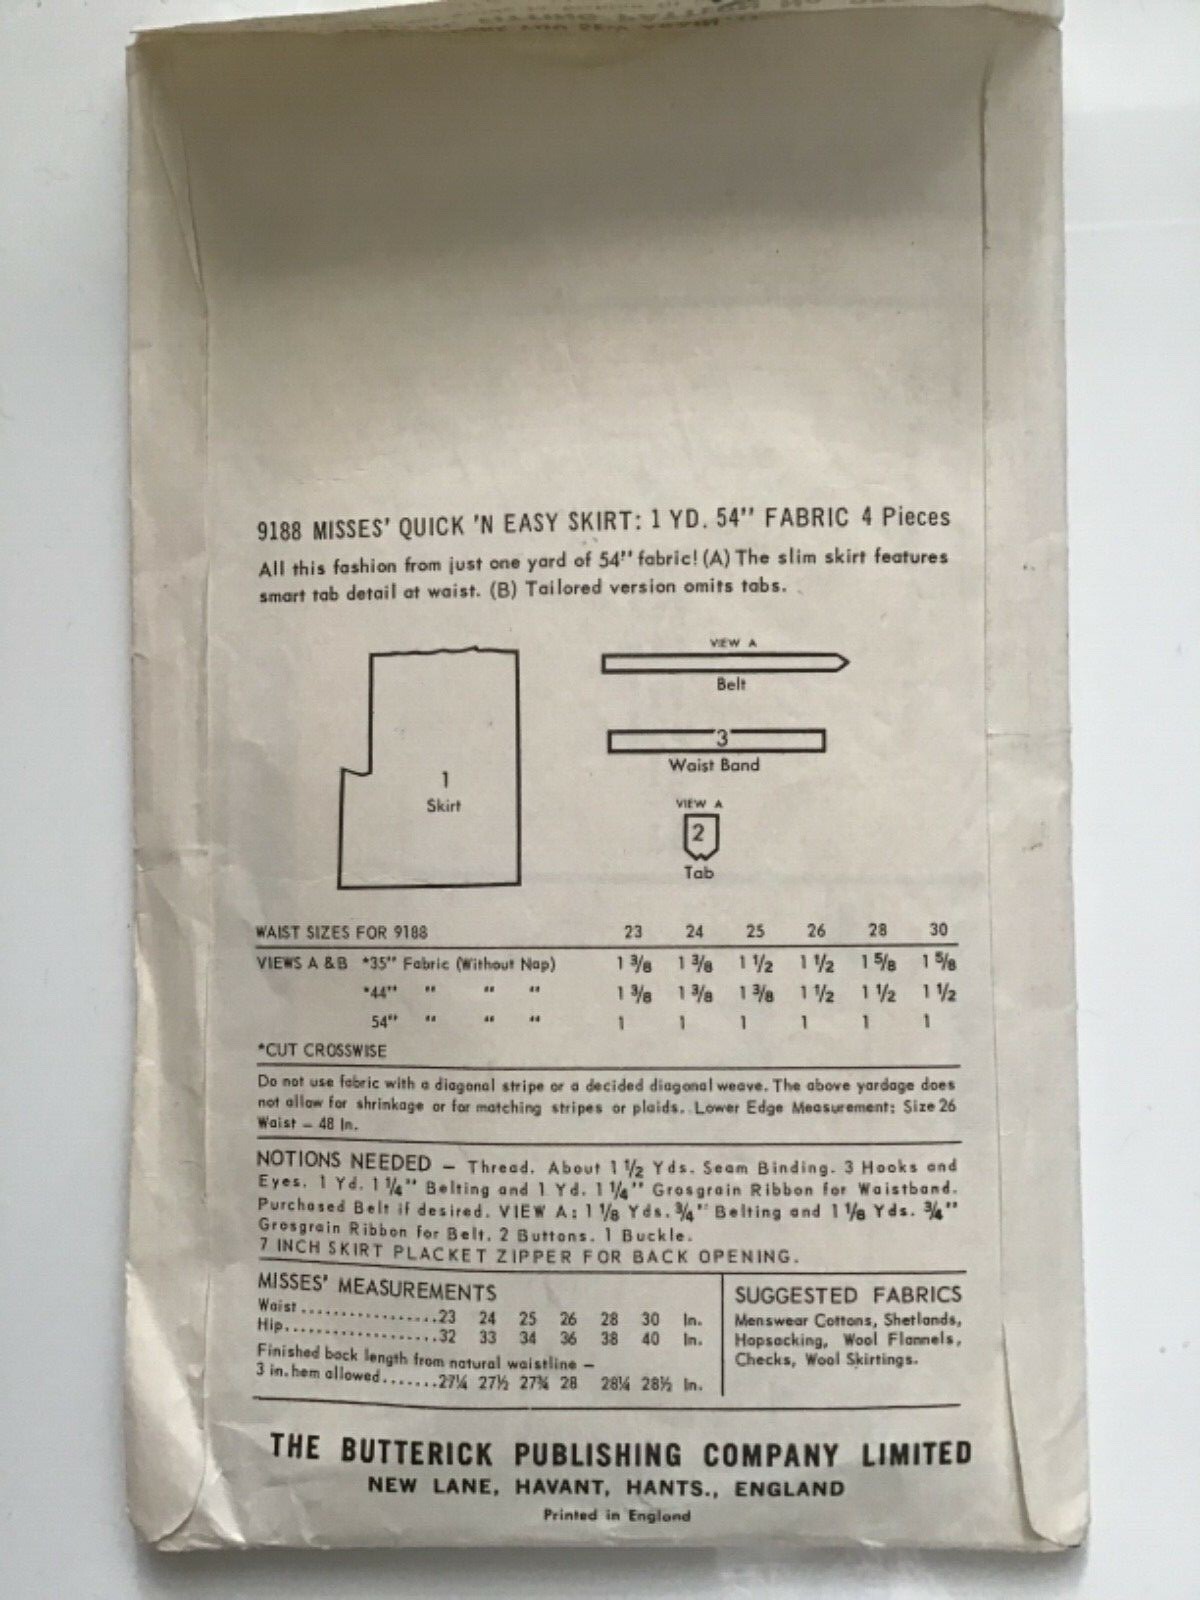 9188 MISSES' QUICK 'N EASY SKIRT: 1 YD. 54" FABRIC 4 Pieces
All this fashion from just one yard of 54" fabric! (A) The slim skirt features
smart tab detail at waist. (B) Tailored version omits tabs.
VIEW A
Belt
3
Waist Band
1
Skirt
VIEW A
2
Tab
WAIST SIZES FOR 9188 23 24 25 26 28 30
VIEWS A & B *35" Fabric (Without Nap) 1 3/8 1 3/8 1 1/2 1 1/2 1 5/8 1 5/8
*44" " " " 1 3/8 1 3/8 1 3/8 1 1/2 1 1/2 1 1/2
54" " " " 1 1 1 1 1 1
*CUT CROSSWISE
Do not use fabric with a diagonal stripe or a decided diagonal weave. The above yardage does
not allow for shrinkage or for matching stripes or plaids. Lower Edge Measurement: Size 26
Waist – 48 In.
NOTIONS NEEDED – Thread. About 1 1/2 Yds. Seam Binding. 3 Hooks and
Eyes. 1 Yd. 1 1/4" Belting and 1 Yd. 1 1/4" Grosgrain Ribbon for Waistband.
Purchased Belt if desired. VIEW A: 1 1/8 Yds. 3/4" Belting and 1 1/8 Yds. 3/4"
Grosgrain Ribbon for Belt. 2 Buttons. 1 Buckle.
7 INCH SKIRT PLACKET ZIPPER FOR BACK OPENING.
MISSES' MEASUREMENTS
Waist..................23 24 25 26 28 30 In.
Hip....................32 33 34 36 38 40 In.
Finished back length from natural waistline –
3 in. hem allowed.......27¼ 27½ 27¾ 28 28¼ 28½ In.
SUGGESTED FABRICS
Menswear Cottons, Shetlands,
Hopsacking, Wool Flannels,
Checks, Wool Skirtings.
THE BUTTERICK PUBLISHING COMPANY LIMITED
NEW LANE, HAVANT, HANTS., ENGLAND
Printed in England